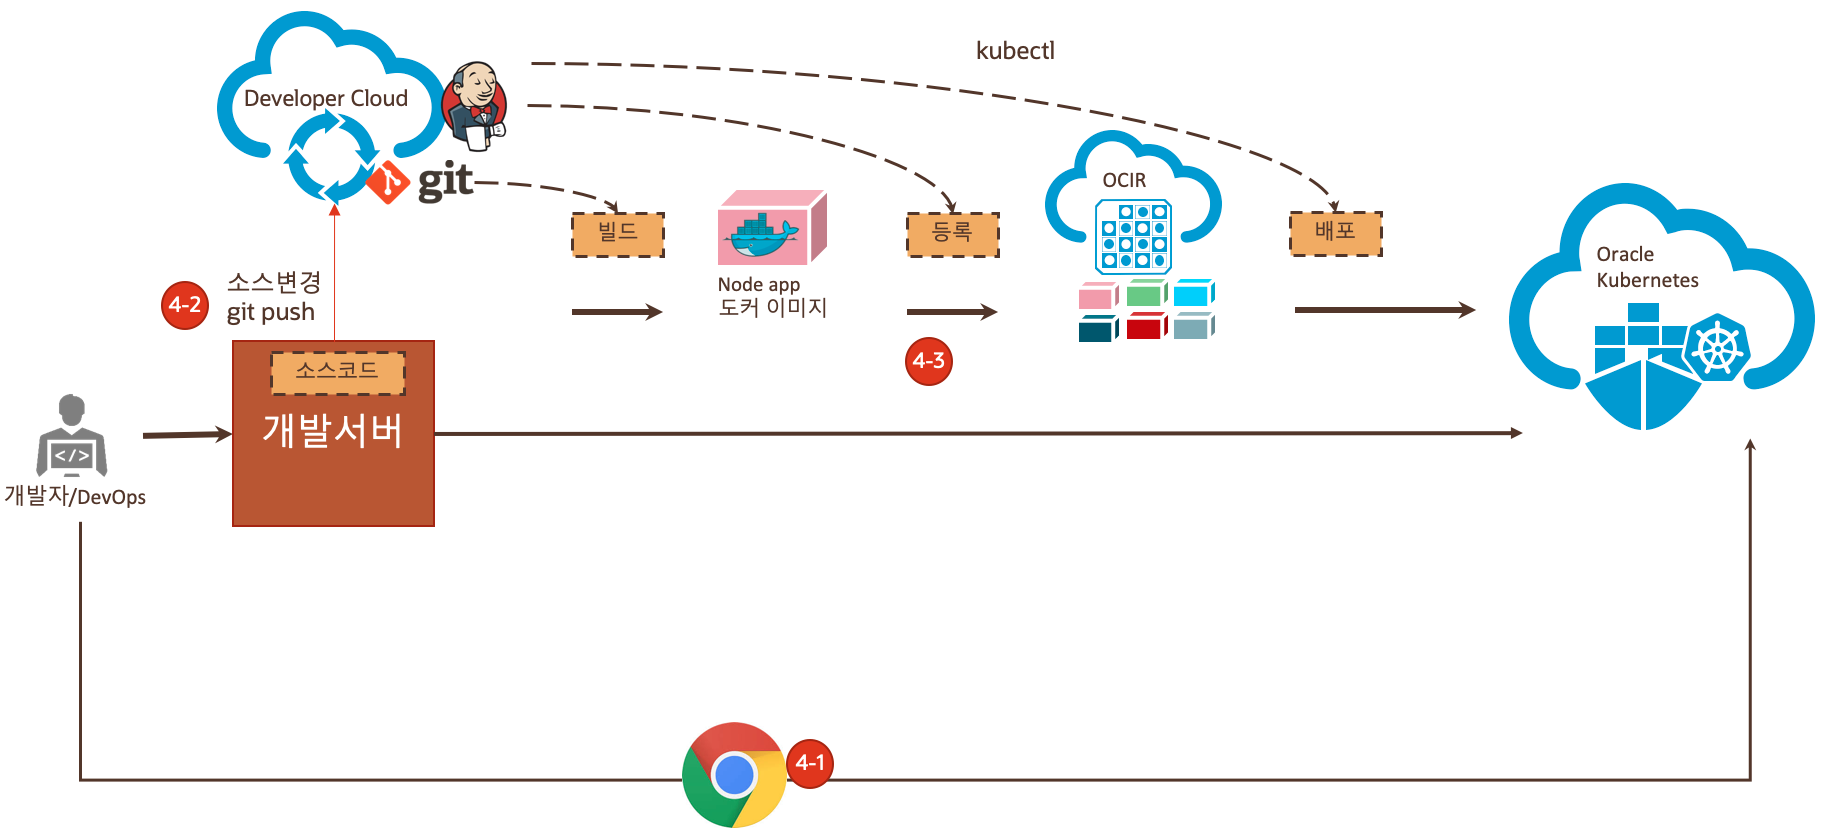 kubectl
Developer Cloud
git
OCIR
빌드
등록
배포
Oracle
Kubernetes
4-2
소스변경
git push
Node app
도커 이미지
4-3
소스코드
개발서버
</>
개발자/DevOps
4-1